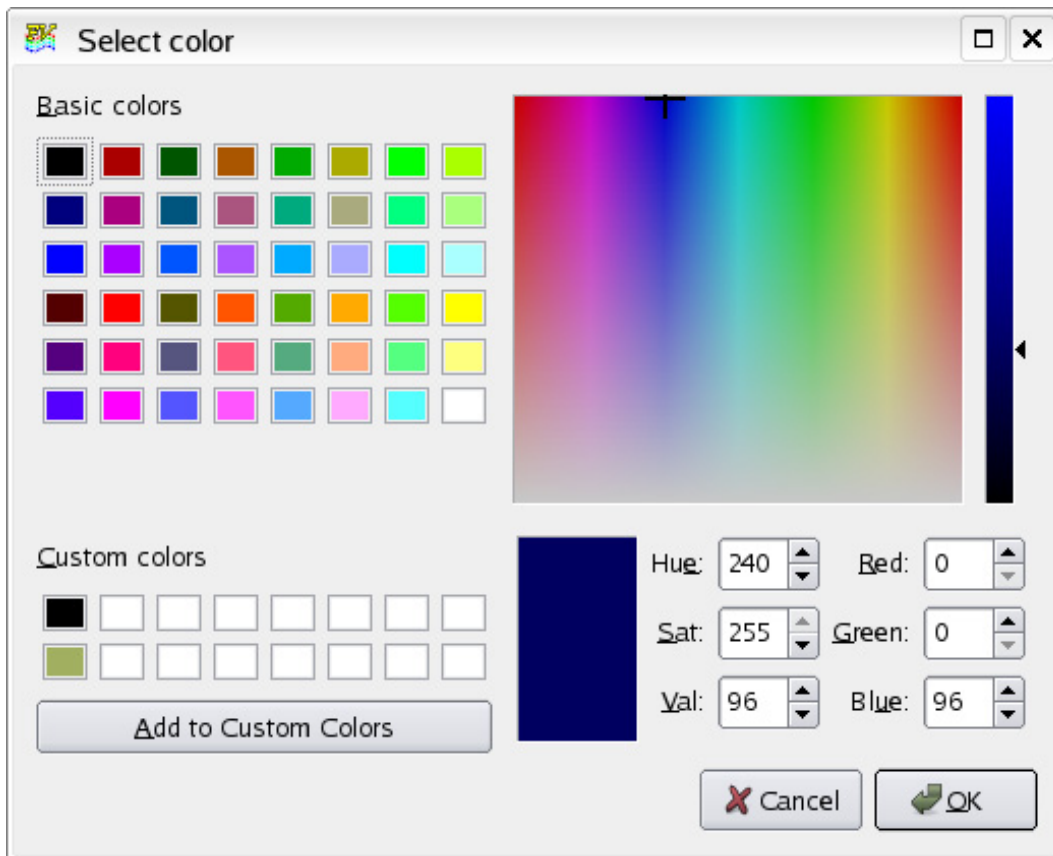 Select color
Basic colors
Custom colors
Add to Custom Colors
Hue: 240 Red: 0
Sat: 255 Green: 0
Val: 96 Blue: 96
Cancel OK